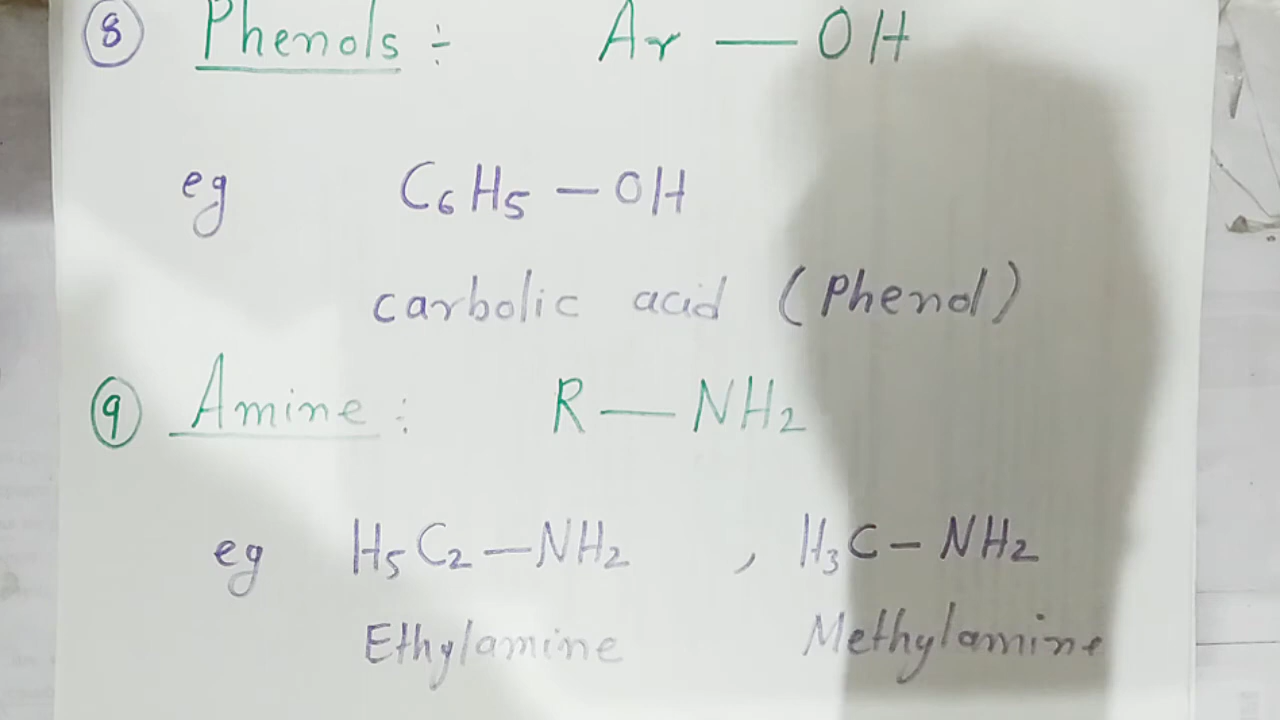 ⑧ Phenols ÷ Ar — OH
eg C₆H₅ — OH
carbolic acid (Phenol)
⑨ Amine ÷ R — NH₂
eg H₅C₂ — NH₂ , H₃C — NH₂
Ethylamine Methylamine